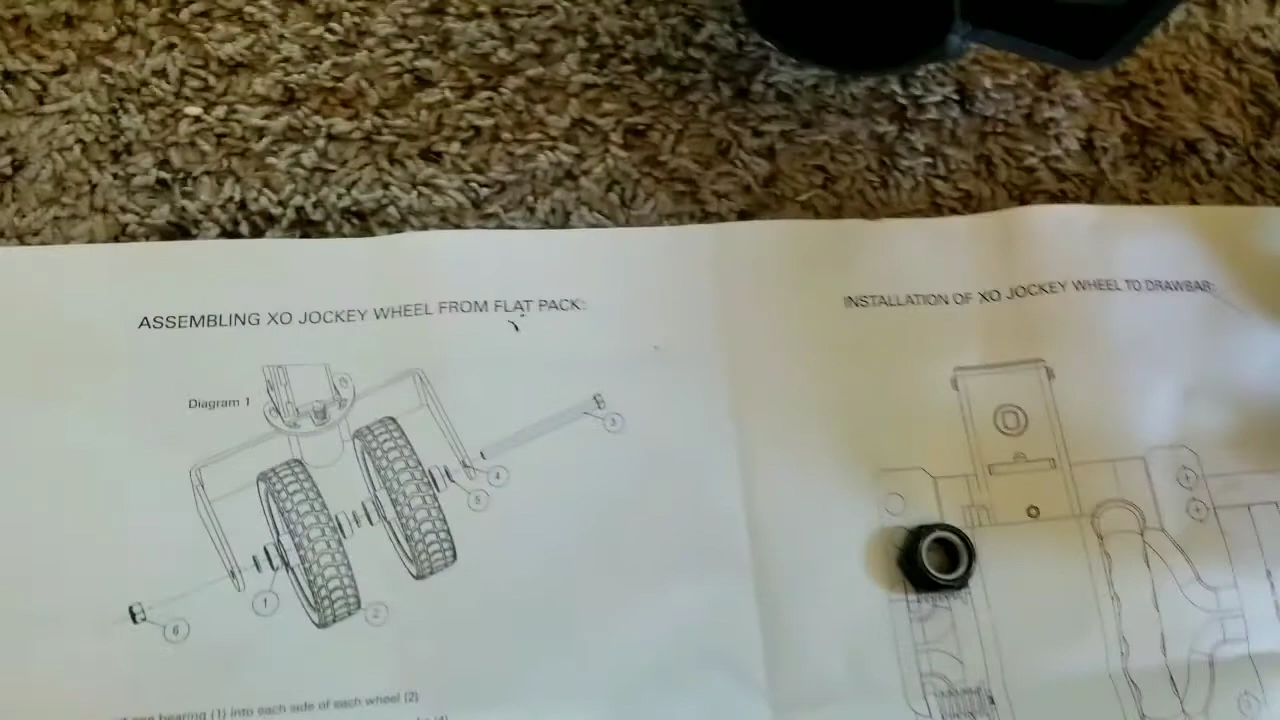 ASSEMBLING XO JOCKEY WHEEL FROM FLAT PACK:
Diagram 1
3
4
5
1
2
6
bearing (1) into each side of each wheel (2)
(4)
INSTALLATION OF XO JOCKEY WHEEL TO DRAWBAR: